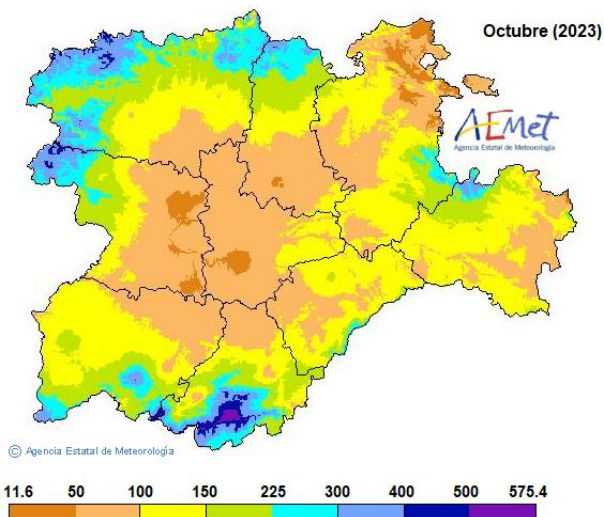 Octubre (2023)
AEMet
Agencia Estatal de Meteorología
© Agencia Estatal de Meteorología
11.6 50 100 150 225 300 400 500 575.4